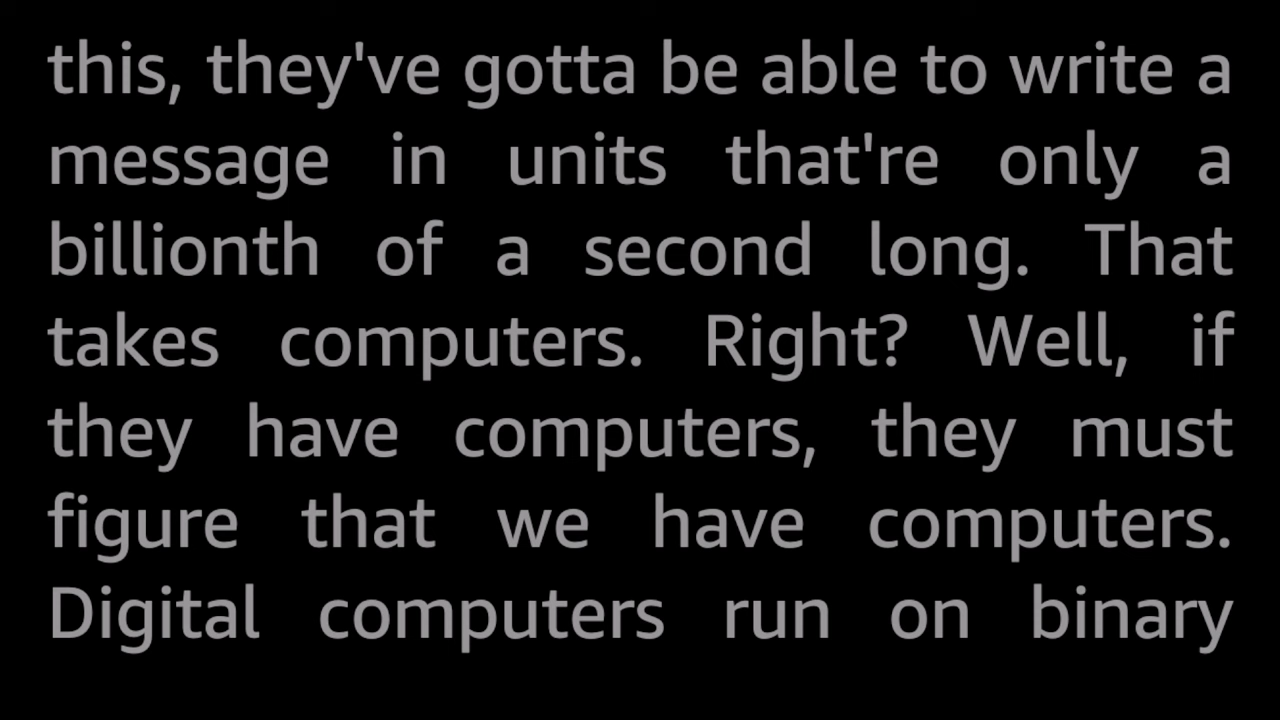 this, they've gotta be able to write a
message in units that're only a
billionth of a second long. That
takes computers. Right? Well, if
they have computers, they must
figure that we have computers.
Digital computers run on binary